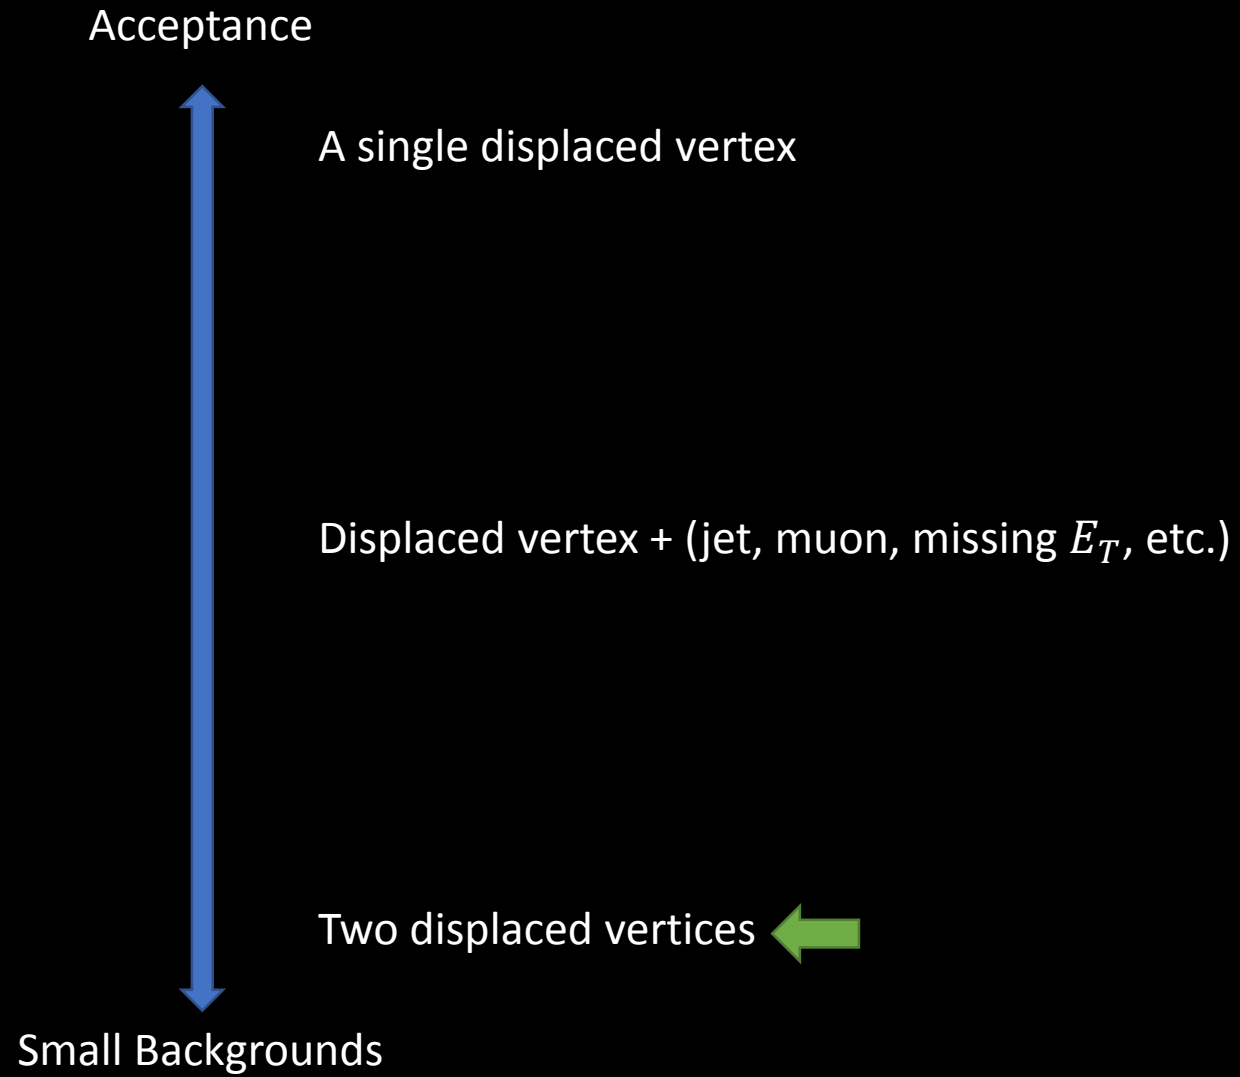 Acceptance
A single displaced vertex
Displaced vertex + (jet, muon, missing $E_T$, etc.)
Two displaced vertices
Small Backgrounds